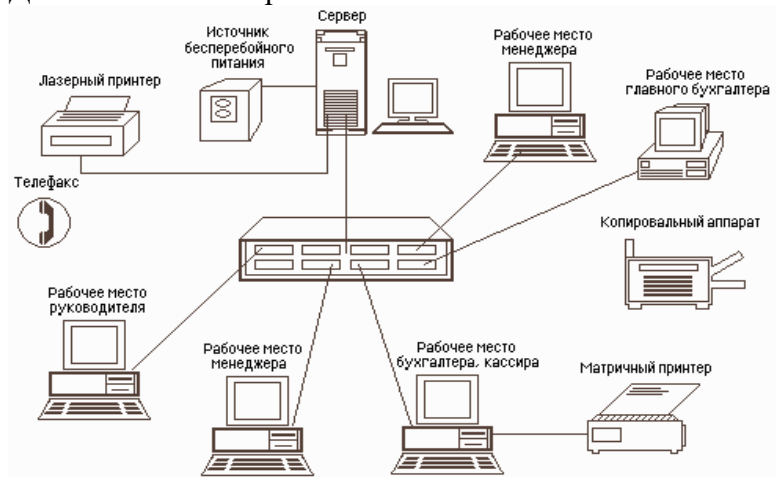 Сервер
Источник
бесперебойного
питания
Рабочее место
менеджера
Рабочее место
главного бухгалтера
Лазерный принтер
Телефакс
Копировальный аппарат
Рабочее место
руководителя
Рабочее место
менеджера
Рабочее место
бухгалтера, кассира
Матричный принтер